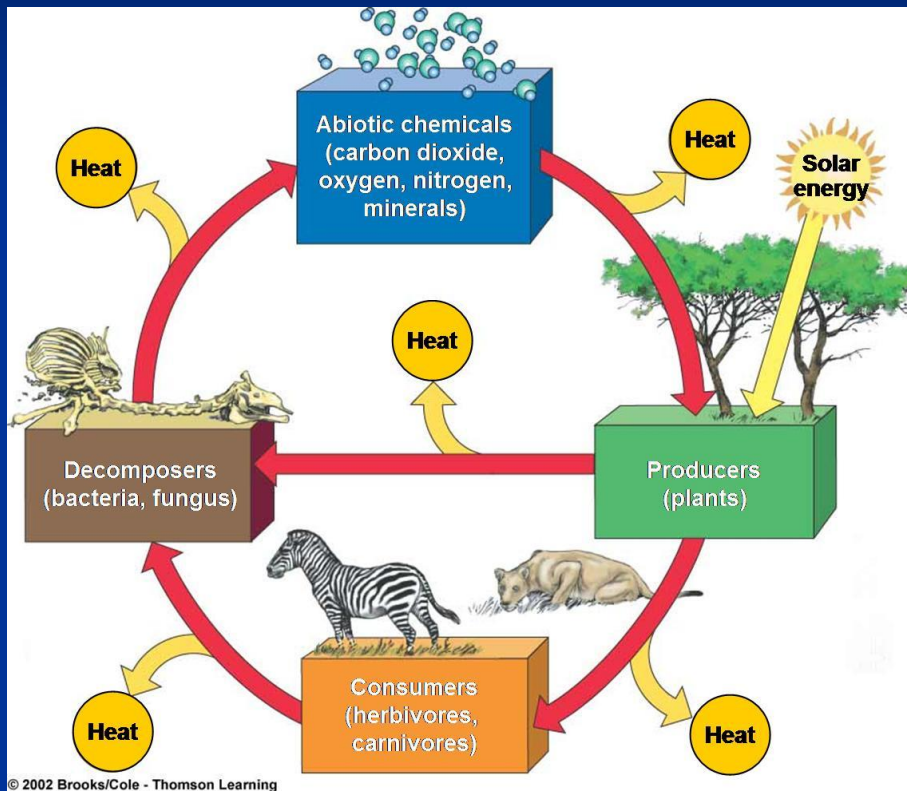 Abiotic chemicals
(carbon dioxide,
oxygen, nitrogen,
minerals)
Heat
Heat
Solar
energy
Heat
Decomposers
(bacteria, fungus)
Producers
(plants)
Consumers
(herbivores,
carnivores)
Heat
Heat
© 2002 Brooks/Cole - Thomson Learning